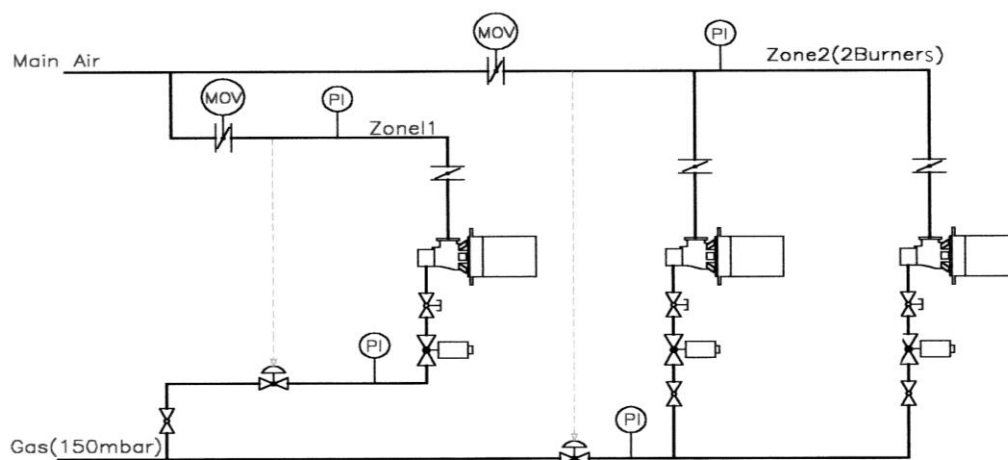 MOV
PI
Main Air
Zone2(2Burners)
MOV
PI
Zonel1
PI
PI
Gas(150mbar)